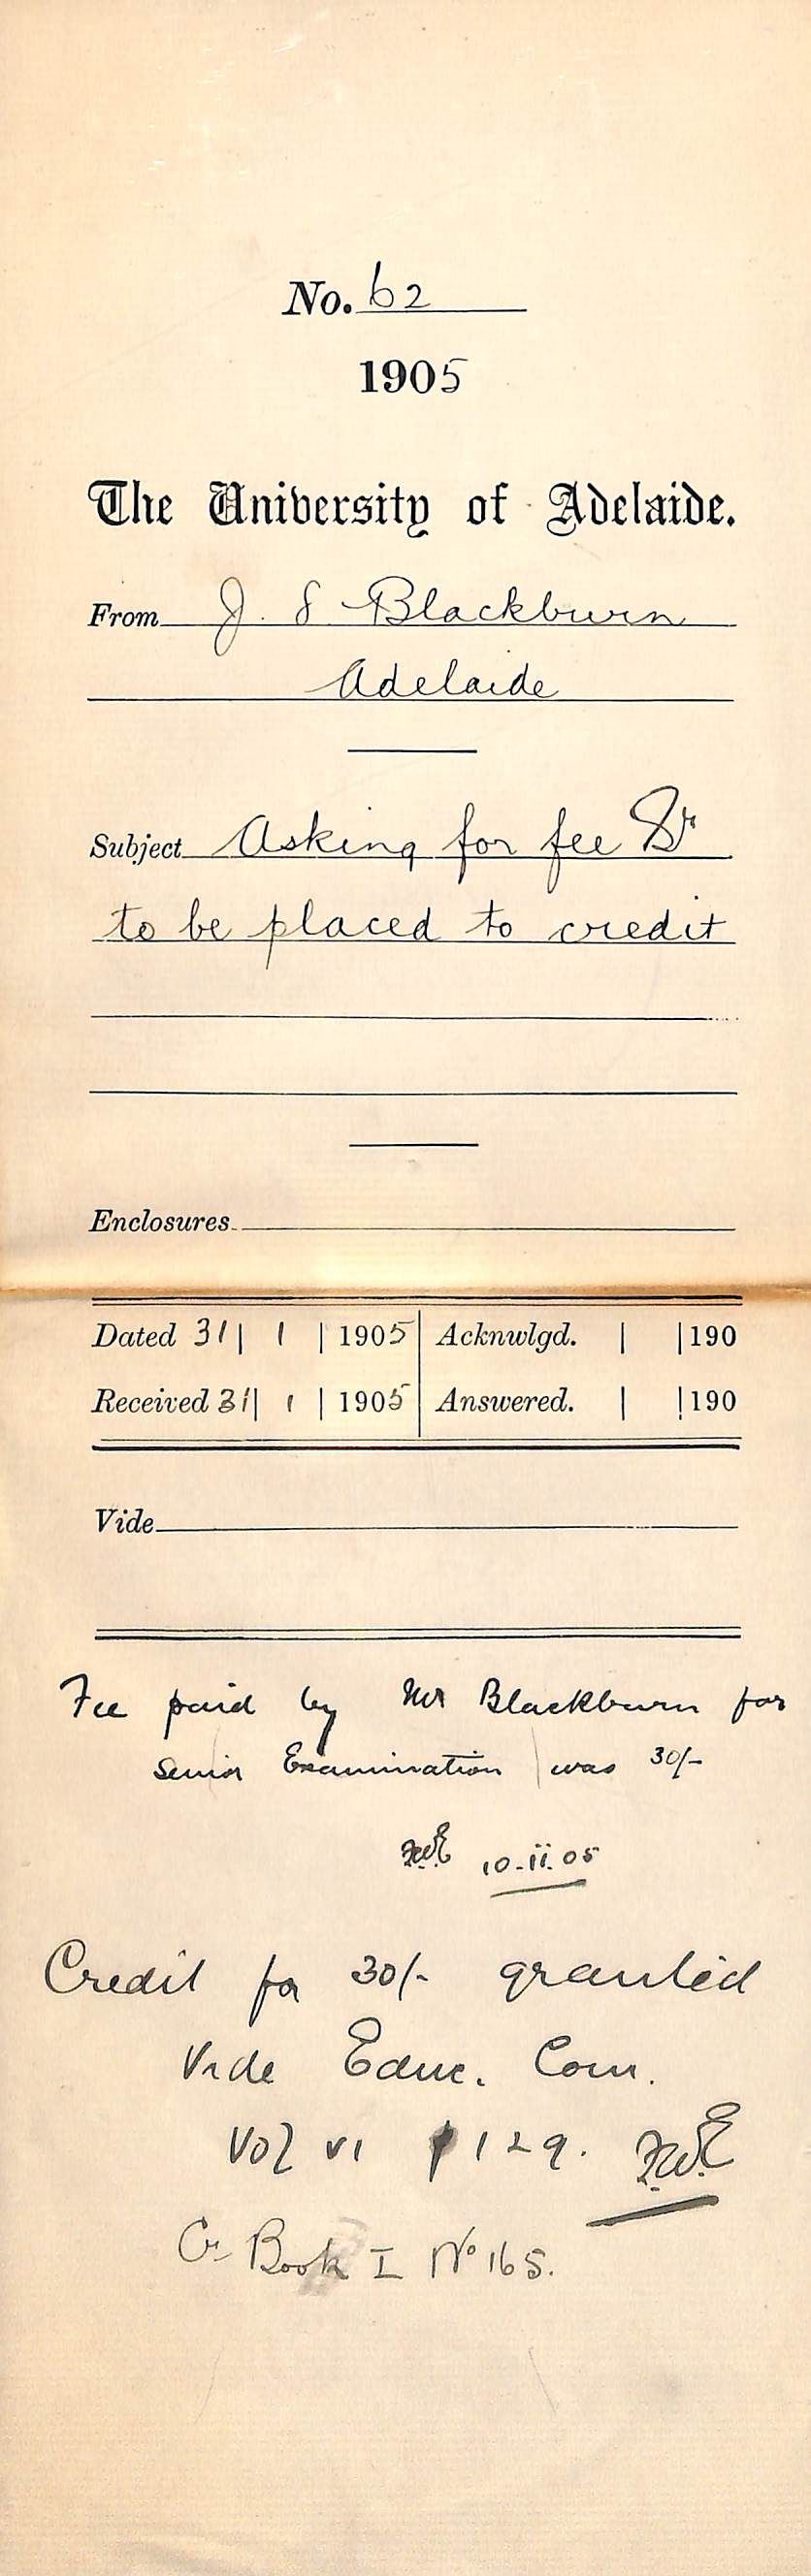 No. 62
1905
The University of Adelaide.
From J. S Blackburn
Adelaide
Subject Asking for fee Sr
to be placed to credit
Enclosures
Dated 31 | 1 | 1905 | Acknwlgd. | | 190
Received 31 | 1 | 1905 | Answered. | | 190
Vide
Fee paid by Mr Blackburn for
Senior Examination was 30/-
10.ii.05
Credit for 30/- granted
Vide Educ. Com.
Vol VI p 129.
Cr Book I No 165.